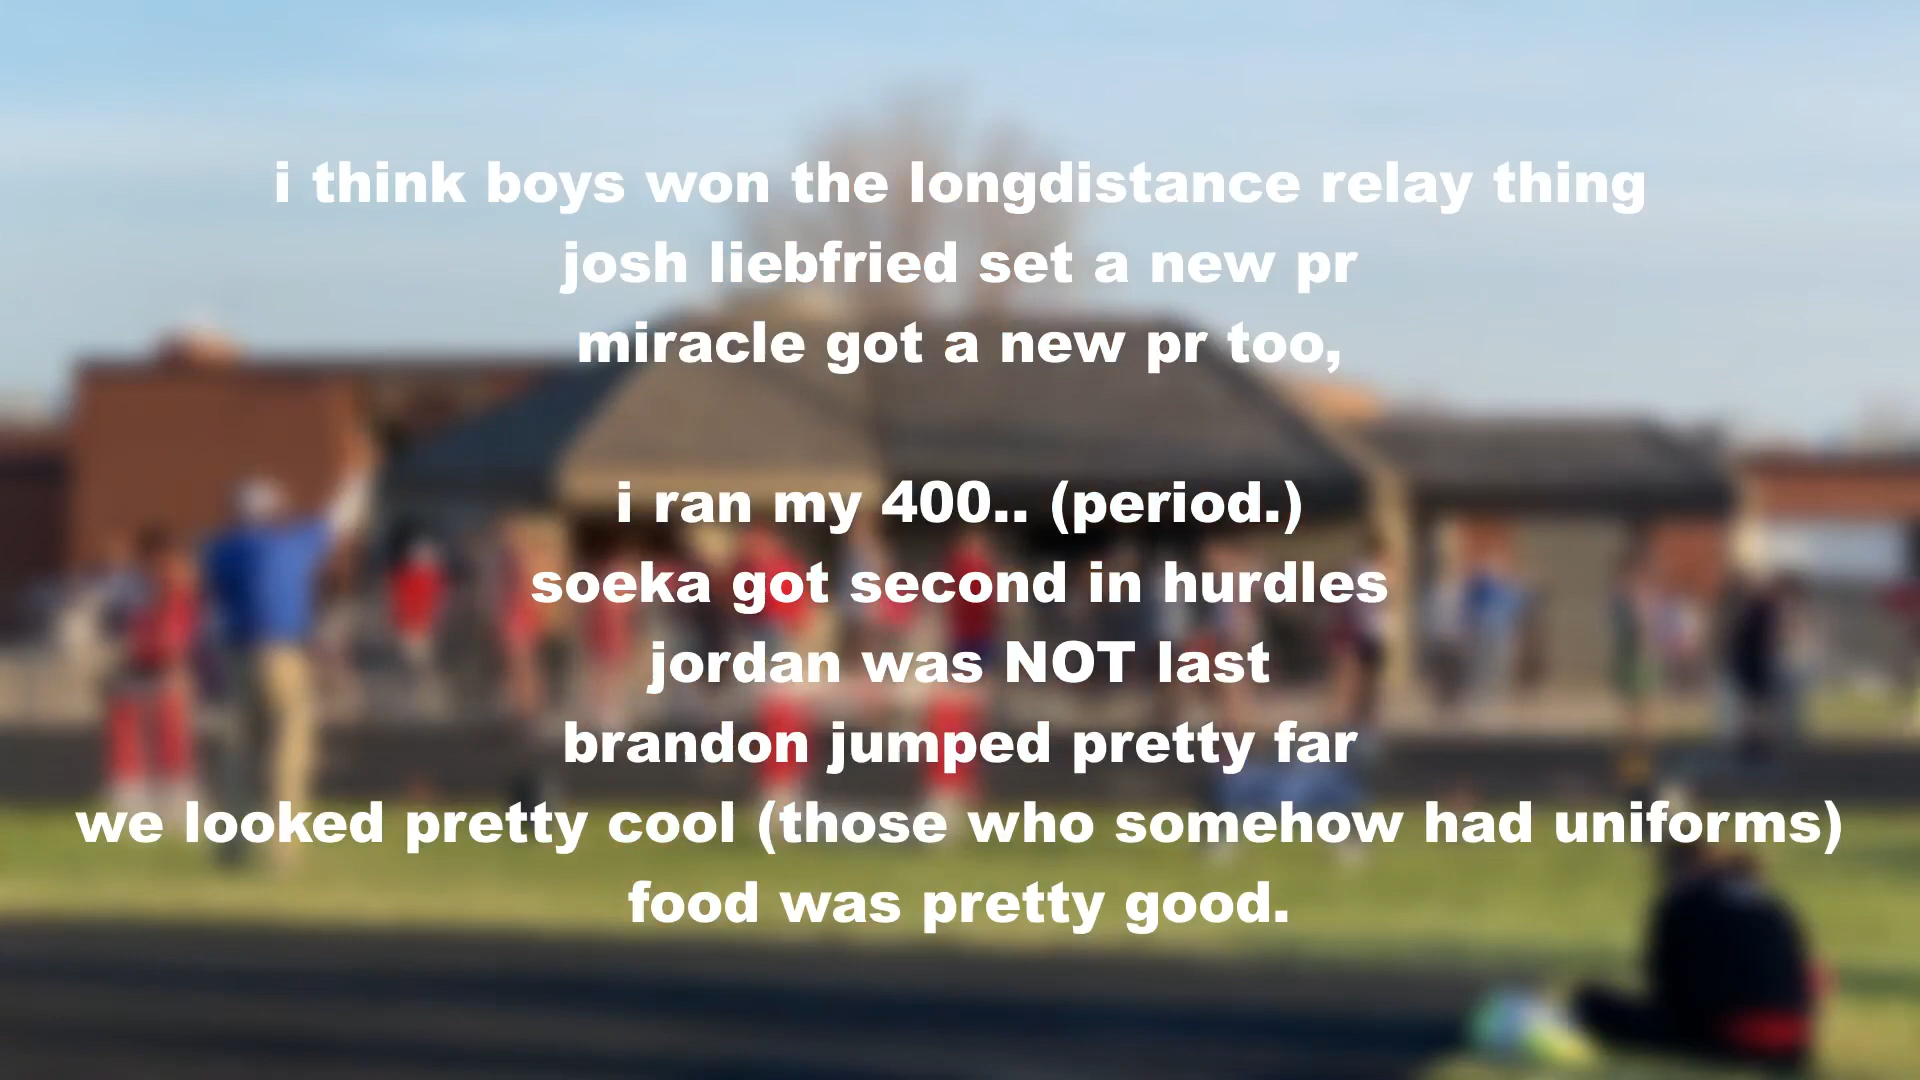 i think boys won the longdistance relay thing
josh liebfried set a new pr
miracle got a new pr too,
i ran my 400.. (period.)
soeka got second in hurdles
jordan was NOT last
brandon jumped pretty far
we looked pretty cool (those who somehow had uniforms)
food was pretty good.